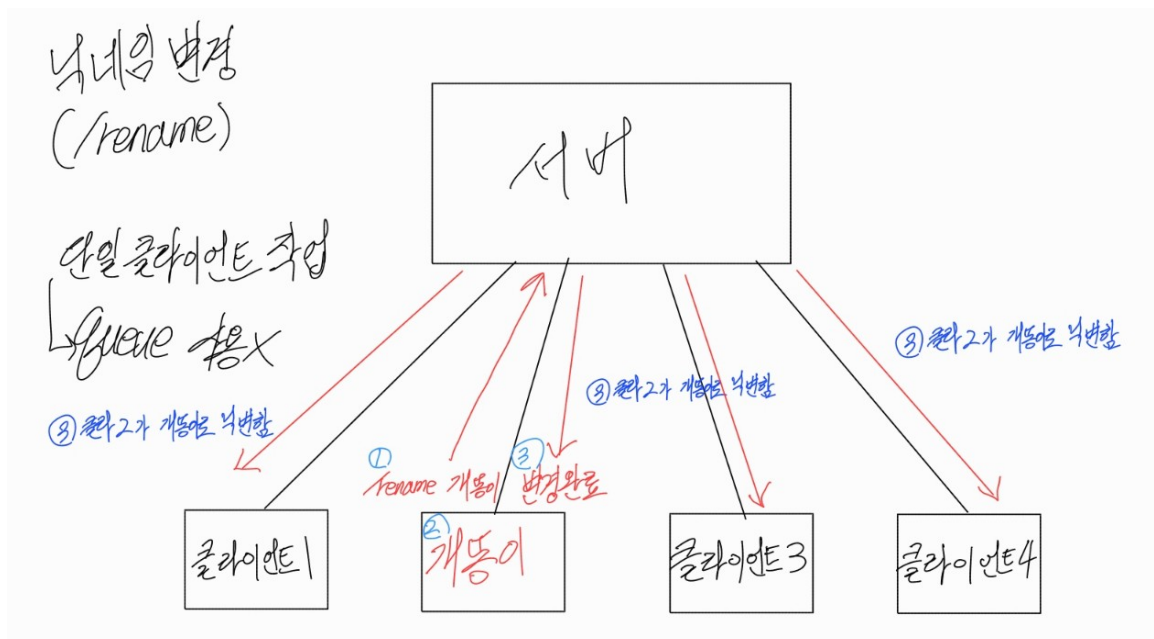 닉네임 변경
(/rename)
서버
단일 클라이언트 작업
Queue 사용X
③ 클라2가 개똥이로 닉변함
③ 클라2가 개똥이로 닉변함
③ 클라2가 개똥이로 닉변함
① /rename 개똥이
③ 변경완료
클라이언트1
② 개똥이
클라이언트3
클라이언트4